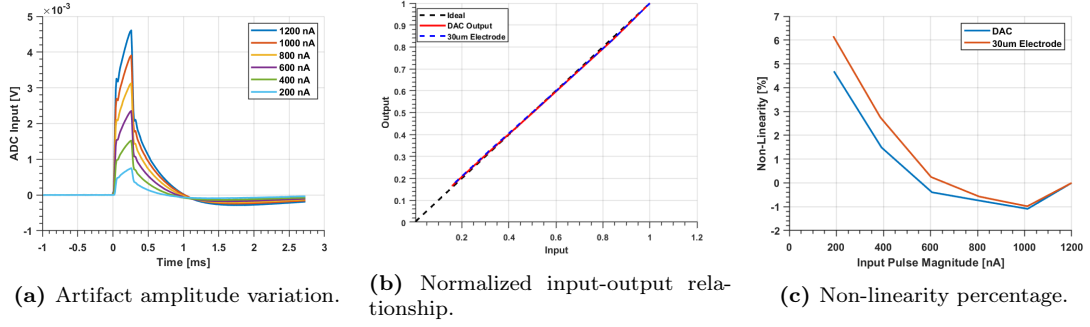 ×10⁻³
5
4
3
2
1
0
-1
ADC Input [V]
1200 nA
1000 nA
800 nA
600 nA
400 nA
200 nA
-1 -0.5 0 0.5 1 1.5 2 2.5 3
Time [ms]
(a) Artifact amplitude variation.
1
0.9
0.8
0.7
0.6
0.5
0.4
0.3
0.2
0.1
0
Output
Ideal
DAC Output
30um Electrode
0.2 0.4 0.6 0.8 1 1.2
Input
(b) Normalized input-output rela-
tionship.
7
6
5
4
3
2
1
0
-1
-2
Non-Linearity [%]
DAC
30um Electrode
0 200 400 600 800 1000 1200
Input Pulse Magnitude [nA]
(c) Non-linearity percentage.